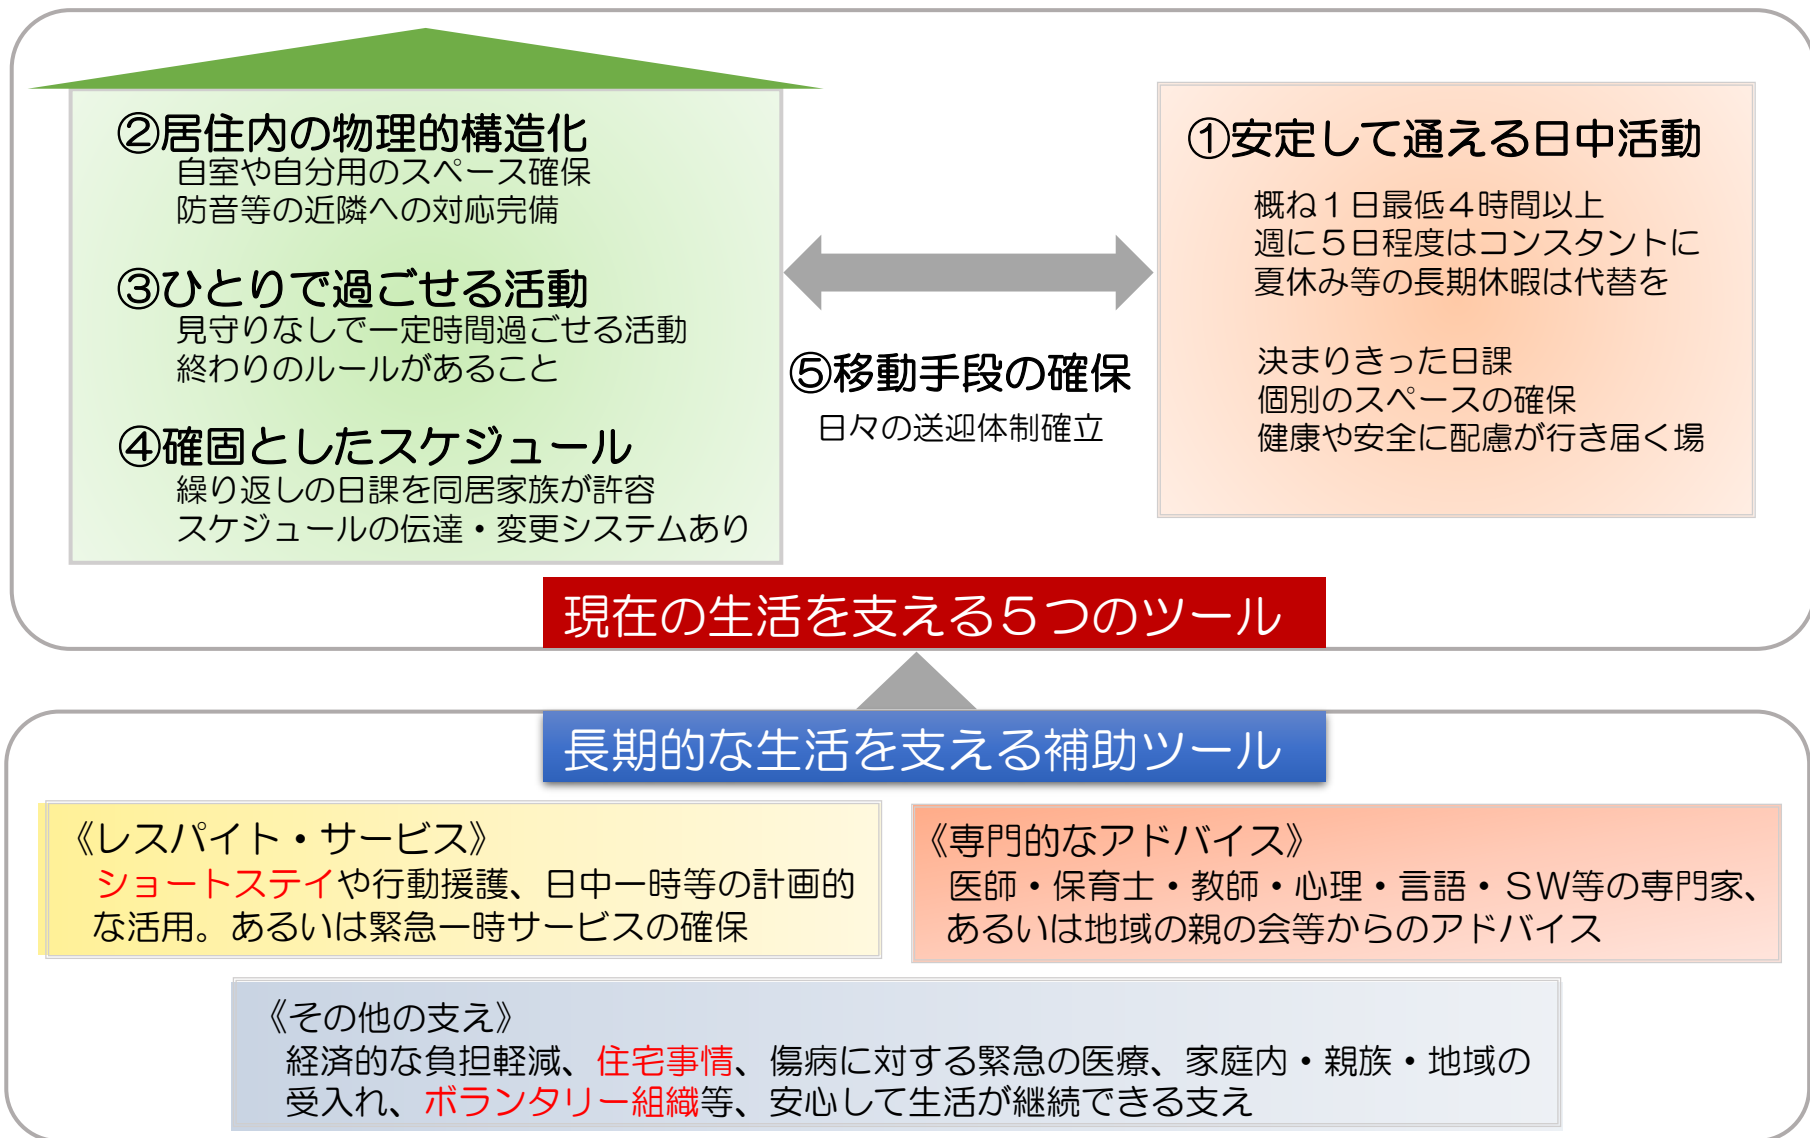 ②居住内の物理的構造化
自室や自分用のスペース確保
防音等の近隣への対応完備
③ひとりで過ごせる活動
見守りなしで一定時間過ごせる活動
終わりのルールがあること
④確固としたスケジュール
繰り返しの日課を同居家族が許容
スケジュールの伝達・変更システムあり
⑤移動手段の確保
日々の送迎体制確立
①安定して通える日中活動
概ね１日最低４時間以上
週に５日程度はコンスタントに
夏休み等の長期休暇は代替を
決まりきった日課
個別のスペースの確保
健康や安全に配慮が行き届く場
現在の生活を支える５つのツール
長期的な生活を支える補助ツール
《レスパイト・サービス》
ショートステイや行動援護、日中一時等の計画的
な活用。あるいは緊急一時サービスの確保
《専門的なアドバイス》
医師・保育士・教師・心理・言語・ＳＷ等の専門家、
あるいは地域の親の会等からのアドバイス
《その他の支え》
経済的な負担軽減、住宅事情、傷病に対する緊急の医療、家庭内・親族・地域の
受入れ、ボランタリー組織等、安心して生活が継続できる支え